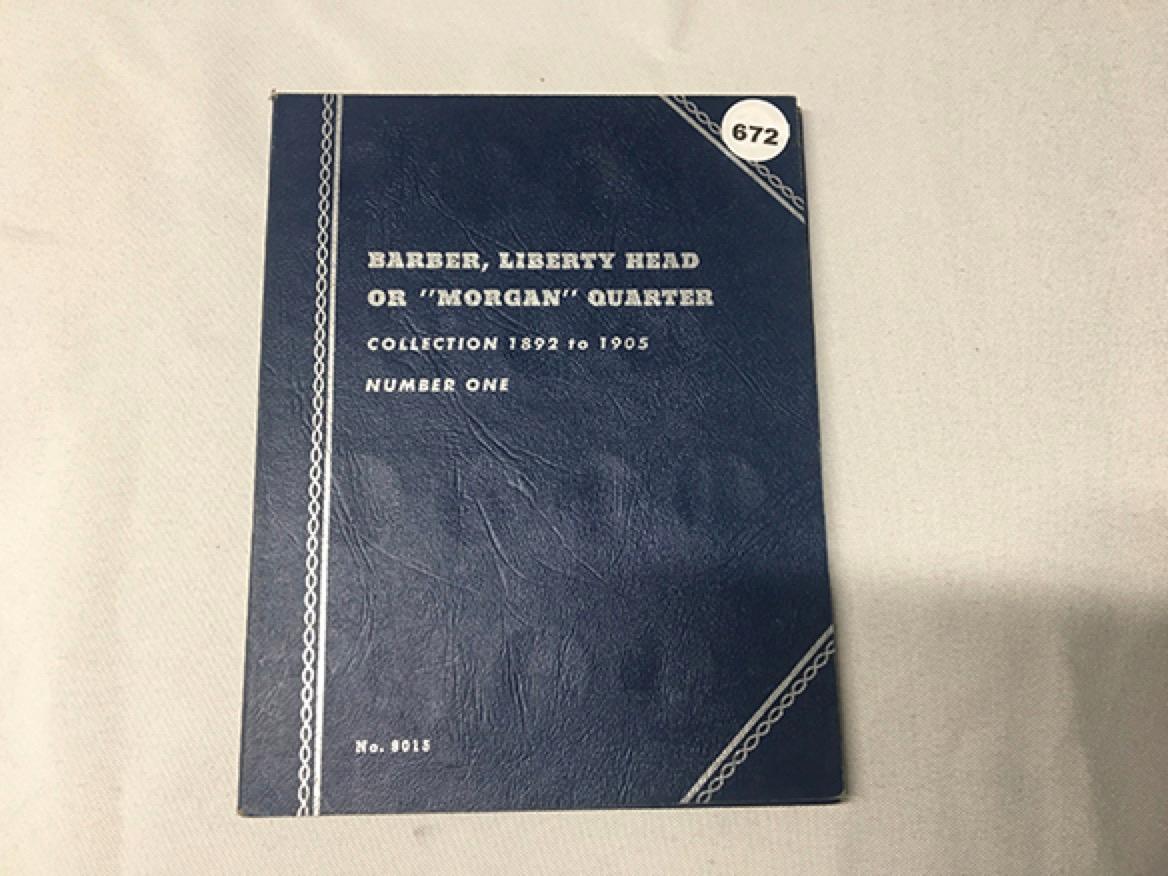 672
BARBER, LIBERTY HEAD
OR "MORGAN" QUARTER
COLLECTION 1892 to 1905
NUMBER ONE
No. 9015